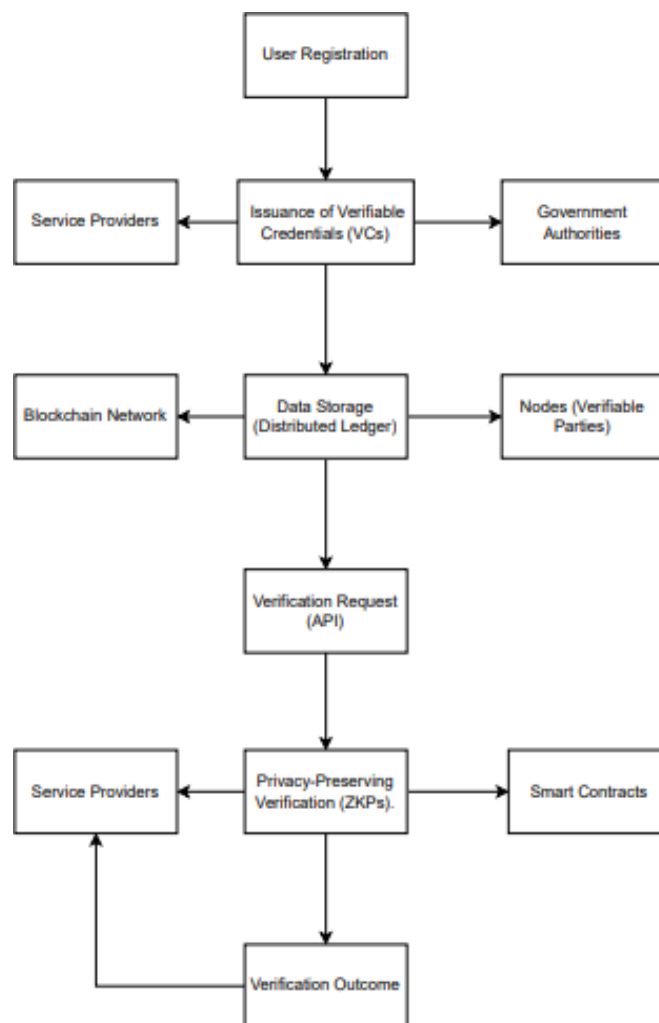 User Registration
Service Providers
Issuance of Verifiable
Credentials (VCs)
Government
Authorities
Blockchain Network
Data Storage
(Distributed Ledger)
Nodes (Verifiable
Parties)
Verification Request
(API)
Service Providers
Privacy-Preserving
Verification (ZKPs).
Smart Contracts
Verification Outcome